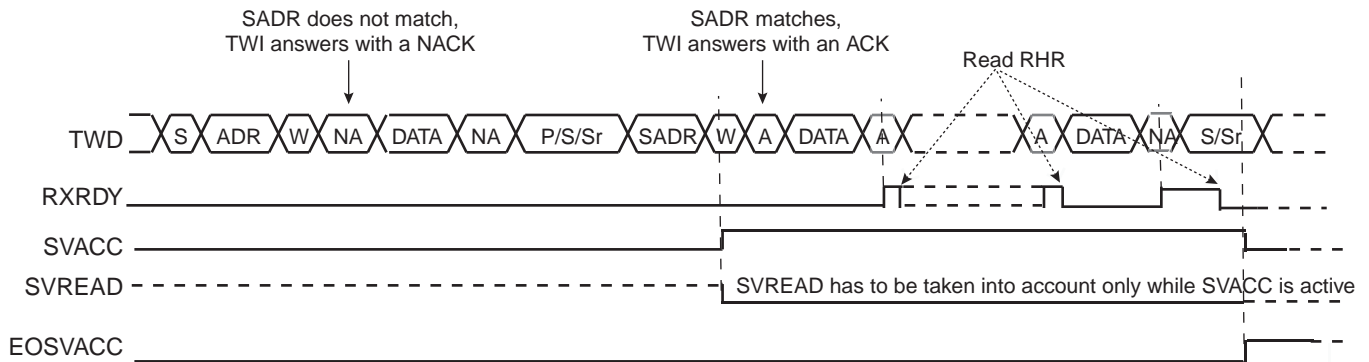 SADR does not match,
TWI answers with a NACK
SADR matches,
TWI answers with an ACK
Read RHR
TWD S ADR W NA DATA NA P/S/Sr SADR W A DATA A A DATA NA S/Sr
RXRDY
SVACC
SVREAD SVREAD has to be taken into account only while SVACC is active
EOSVACC